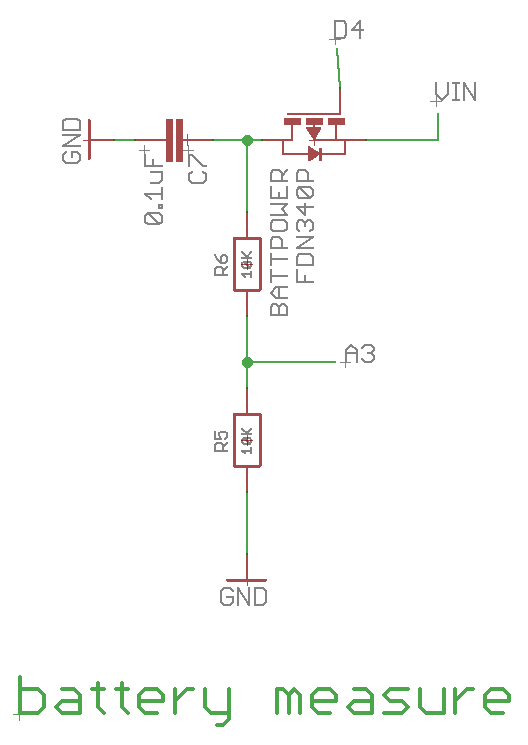 D4
VIN
GND
0.1uF
C7
BATTPOWER
FDN340P
R6
10K
A3
R5
10K
GND
battery measure